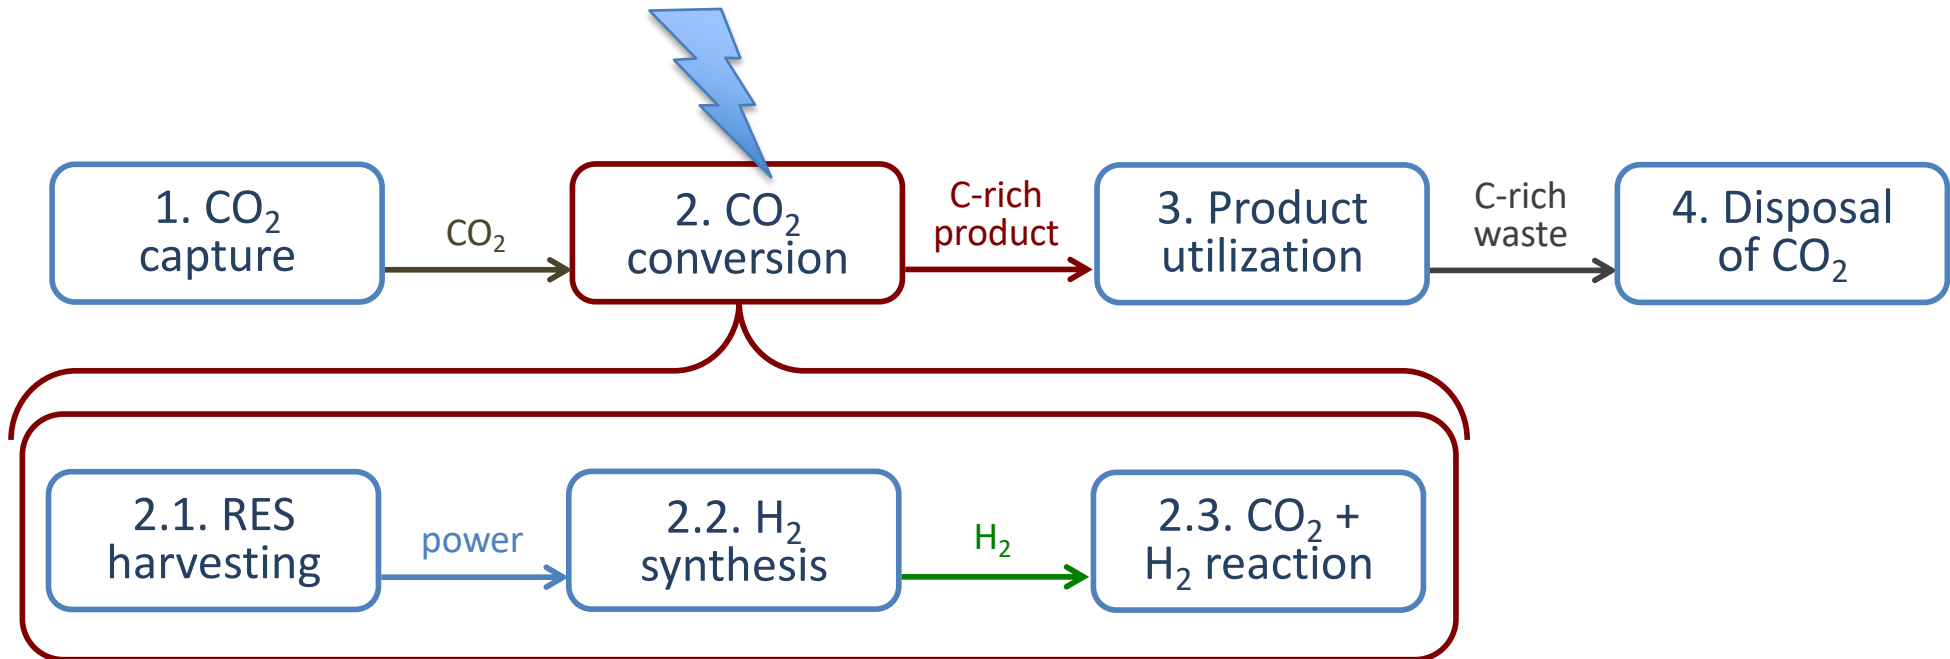 1. CO₂
capture
CO₂
2. CO₂
conversion
C-rich
product
3. Product
utilization
C-rich
waste
4. Disposal
of CO₂
2.1. RES
harvesting
power
2.2. H₂
synthesis
H₂
2.3. CO₂ +
H₂ reaction